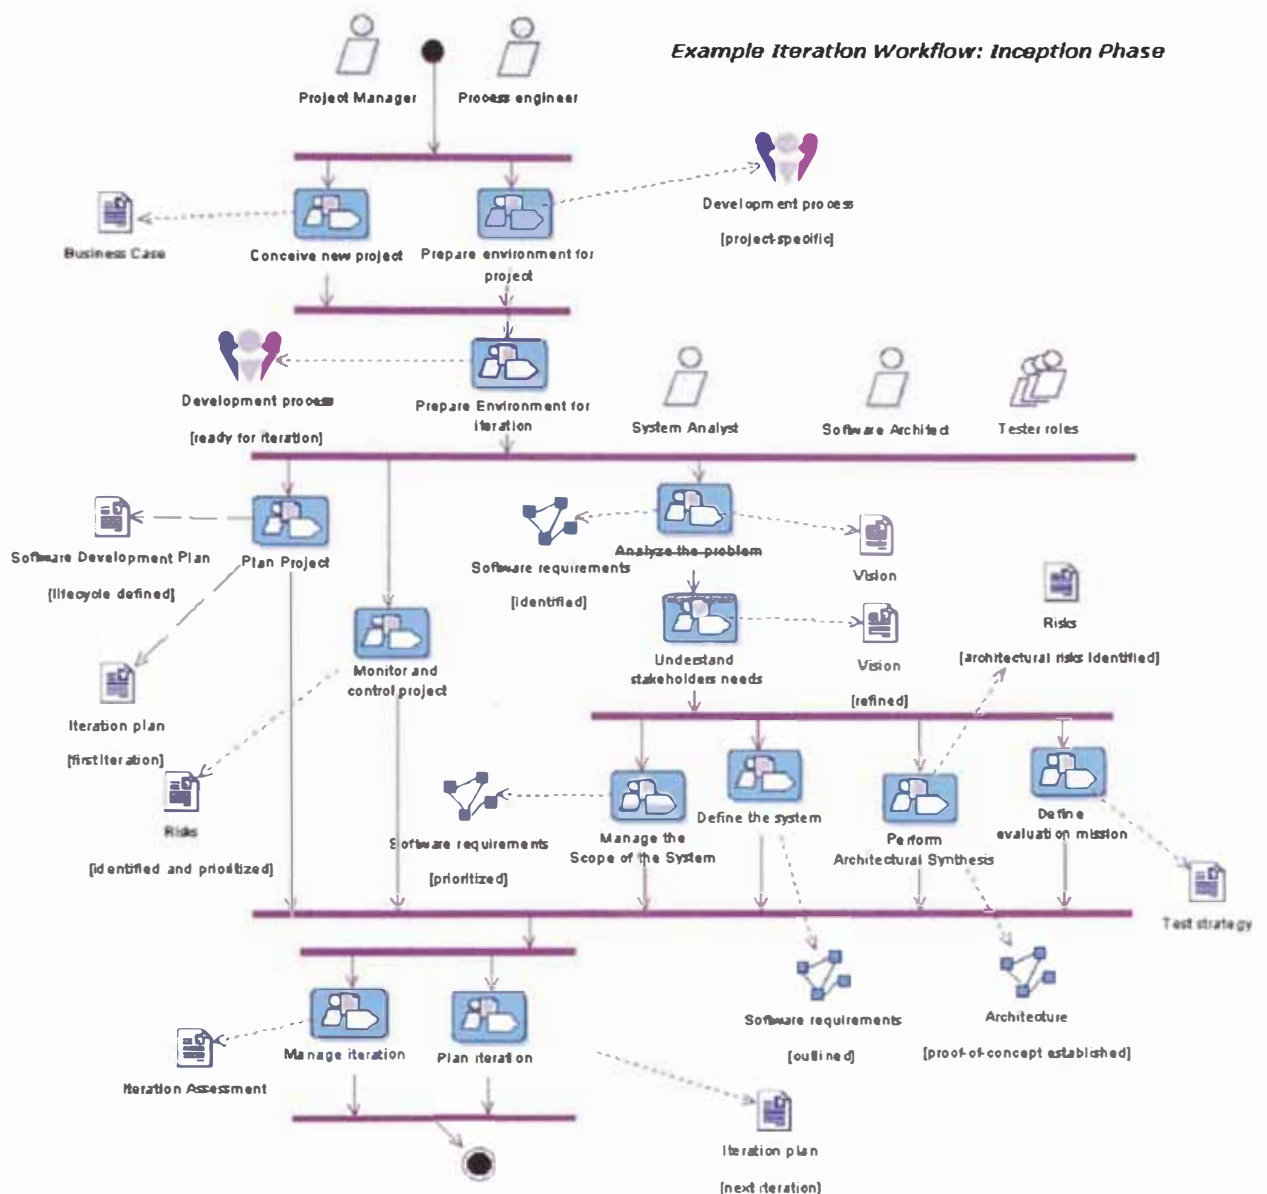 Example Iteration Workflow: Inception Phase
Project Manager
Process engineer
Development process
[project-specific]
Business Case
Conceive new project
Prepare environment for
project
Development process
[ready for iteration]
Prepare Environment for
iteration
System Analyst
Software Architect
Tester roles
Software Development Plan
[lifecycle defined]
Plan Project
Software requirements
[identified]
Analyze the problem
Vision
Risks
[architectural risks identified]
Iteration plan
[first Iteration]
Monitor and
control project
Understand
stakeholders needs
Vision
[refined]
Risks
[identified and prioritized]
Software requirements
[prioritized]
Manage the
Scope of the System
Define the system
Perform
Architectural Synthesis
Define
evaluation mission
Test strategy
Manage iteration
Plan iteration
Iteration Assessment
Software requirements
[outlined]
Architecture
[proof-of-concept established]
Iteration plan
[next iteration]